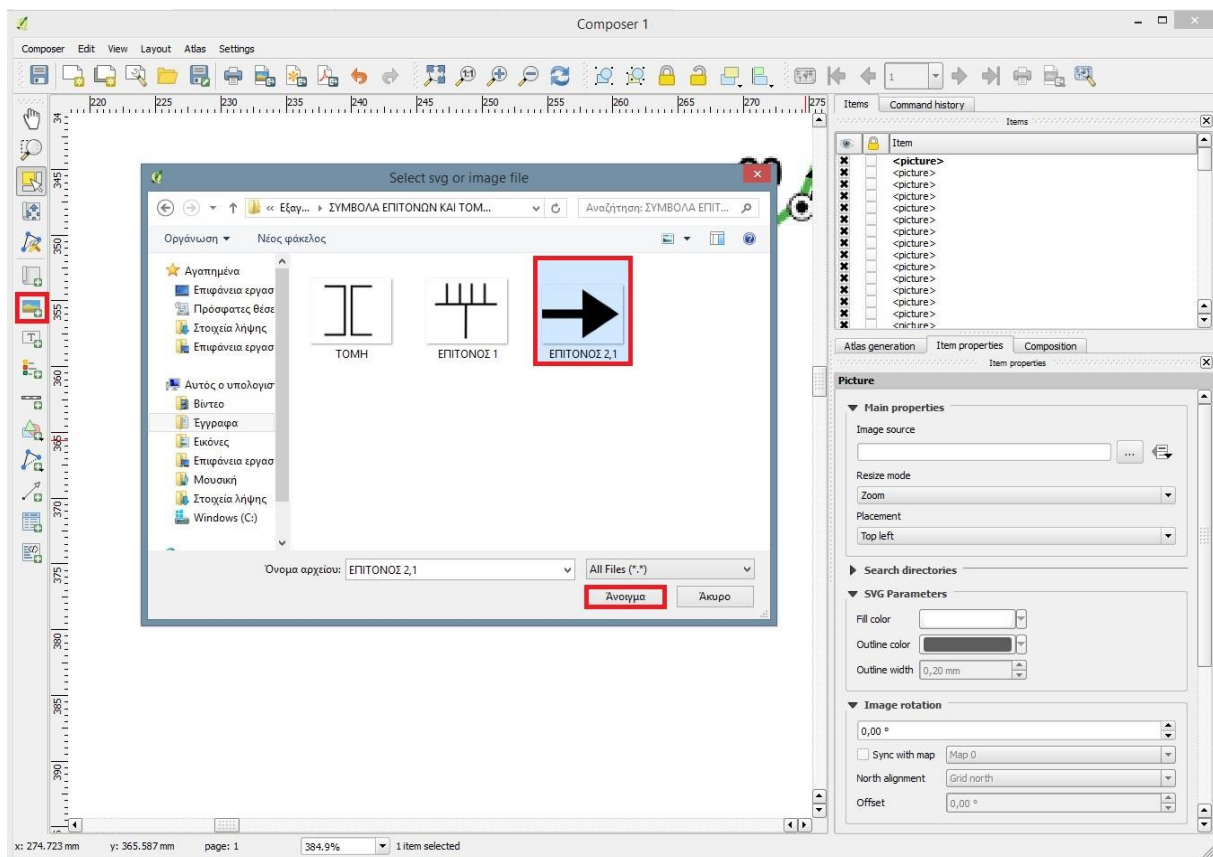 Composer 1
Composer Edit View Layout Atlas Settings
1:1 1
220 225 230 235 240 245 250 255 260 265 270 275
345
350
355
360
365
370
375
380
385
390
Select svg or image file
« Εξαγ... ▸ ΣΥΜΒΟΛΑ ΕΠΙΤΟΝΩΝ ΚΑΙ ΤΟΜ... Αναζήτηση: ΣΥΜΒΟΛΑ ΕΠΙΤ...
Οργάνωση Νέος φάκελος
Αγαπημένα
Επιφάνεια εργασ
Πρόσφατες θέσε
Στοιχεία λήψης
Επιφάνεια εργασ
Αυτός ο υπολογισ
Βίντεο
Έγγραφα
Εικόνες
Επιφάνεια εργασ
Μουσική
Στοιχεία λήψης
Windows (C:)
ΤΟΜΗ ΕΠΙΤΟΝΟΣ 1 ΕΠΙΤΟΝΟΣ 2,1
Όνομα αρχείου: ΕΠΙΤΟΝΟΣ 2,1 All Files (*.*)
Άνοιγμα Άκυρο
Items Command history
Items
Item
<picture>
<picture>
<picture>
<picture>
<picture>
<picture>
<picture>
<picture>
<picture>
<picture>
<picture>
<picture>
<picture>
<picture>
Atlas generation Item properties Composition
Item properties
Picture
Main properties
Image source
...
Resize mode
Zoom
Placement
Top left
Search directories
SVG Parameters
Fill color
Outline color
Outline width 0,20 mm
Image rotation
0,00 °
Sync with map Map 0
North alignment Grid north
Offset 0,00 °
x: 274.723 mm y: 365.587 mm page: 1 384.9% 1 item selected